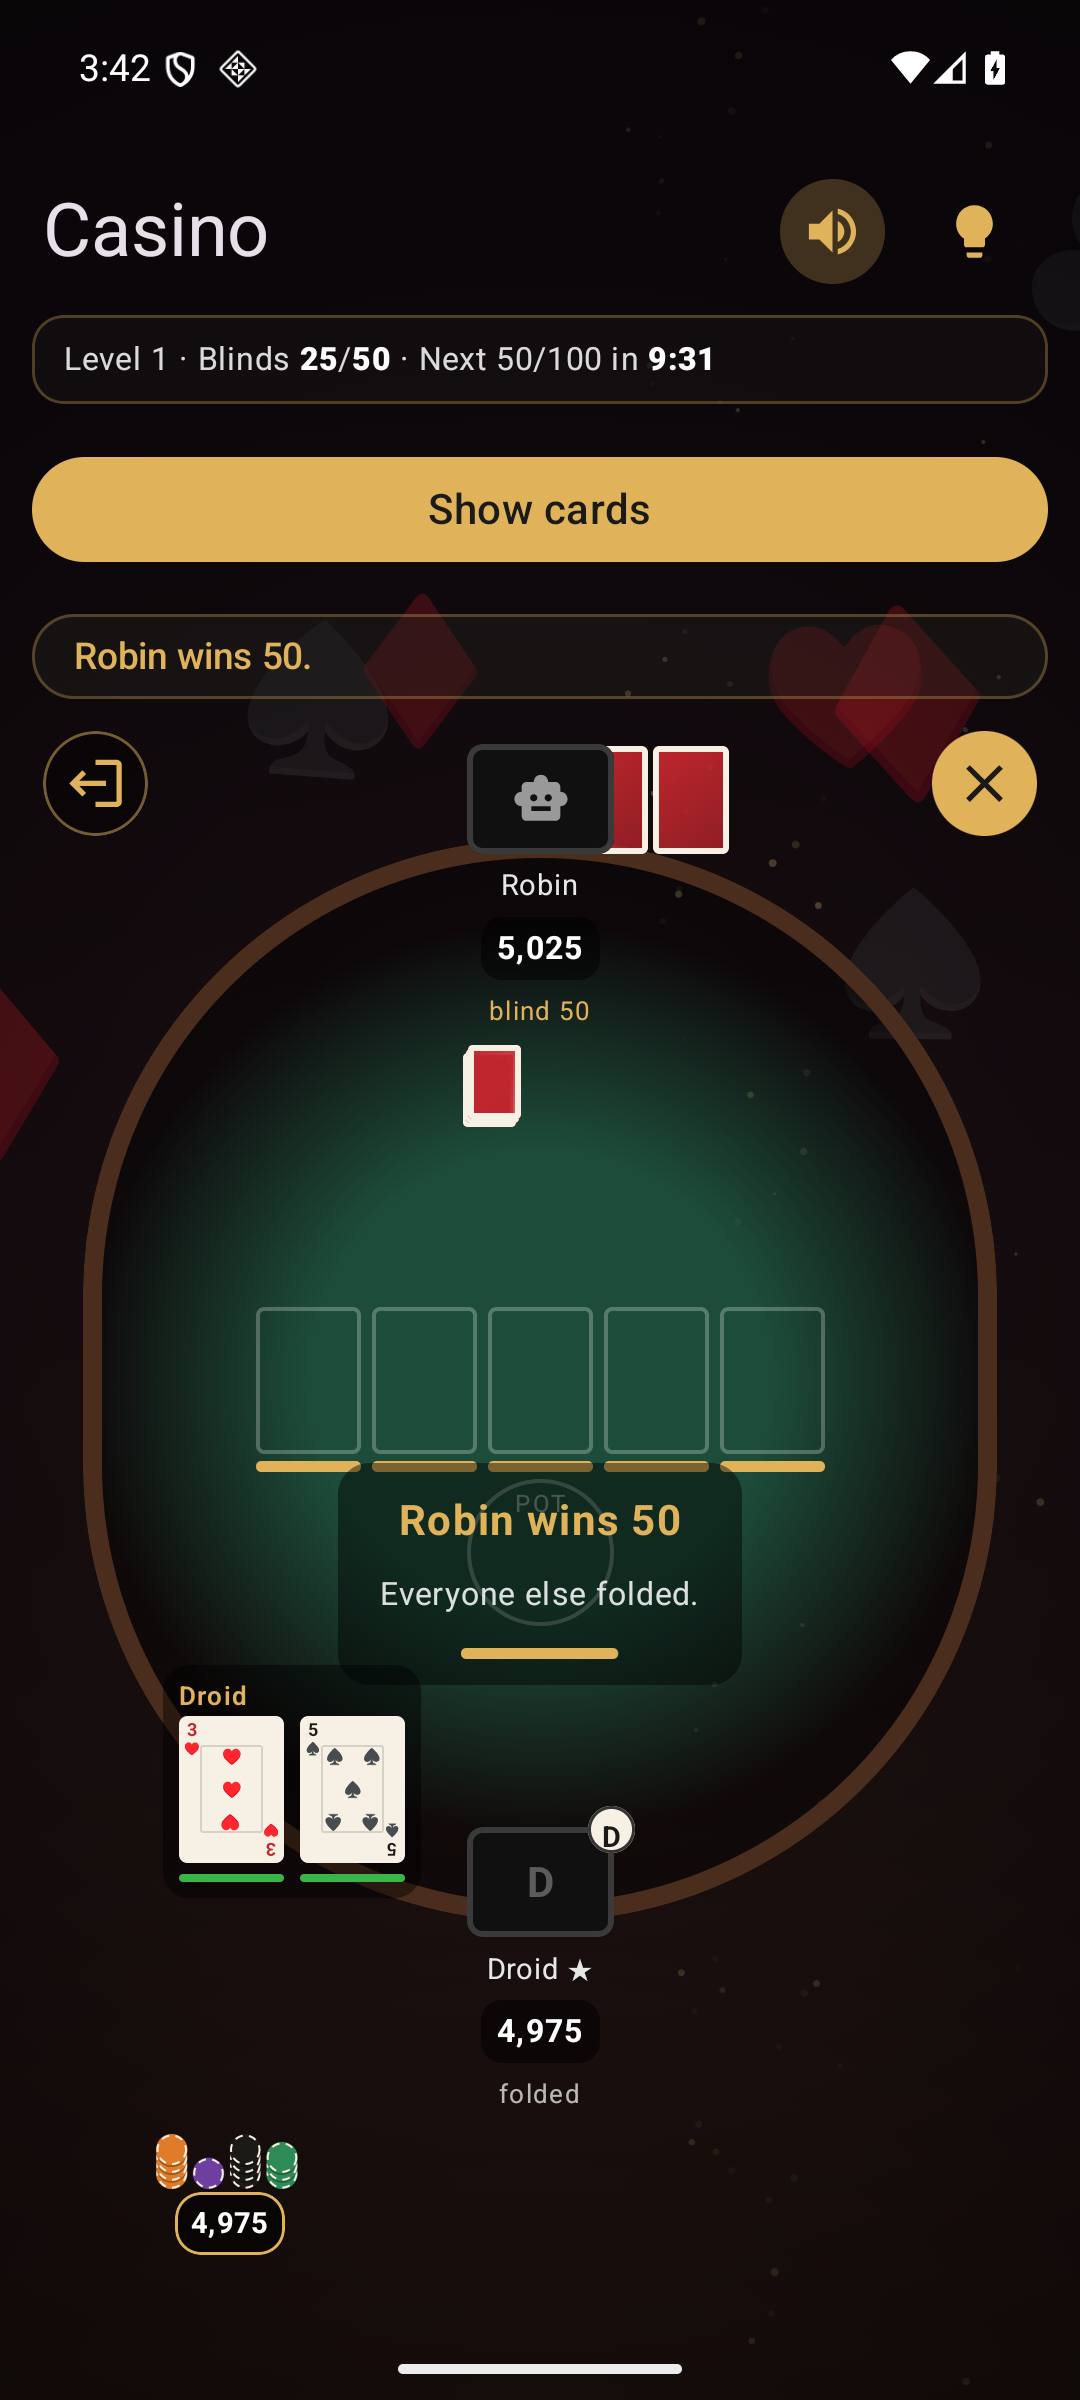 3:42
Casino
Level 1 · Blinds 25/50 · Next 50/100 in 9:31
Show cards
Robin wins 50.
Robin
5,025
blind 50
POT
Robin wins 50
Everyone else folded.
Droid
3
5
3
5
D
D
Droid ★
4,975
folded
4,975